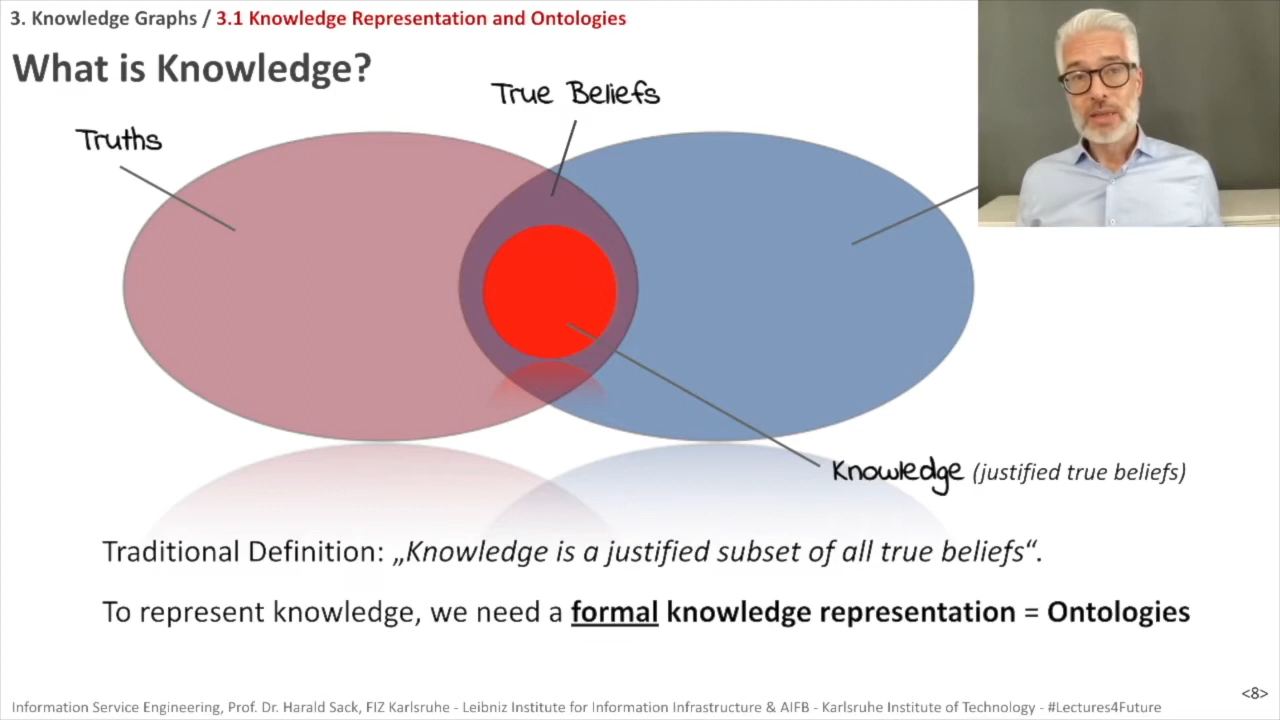 3. Knowledge Graphs / 3.1 Knowledge Representation and Ontologies
What is Knowledge?
True Beliefs
Truths
Knowledge (justified true beliefs)
Traditional Definition: „Knowledge is a justified subset of all true beliefs“.
To represent knowledge, we need a formal knowledge representation = Ontologies
<8>
Information Service Engineering, Prof. Dr. Harald Sack, FIZ Karlsruhe - Leibniz Institute for Information Infrastructure & AIFB - Karlsruhe Institute of Technology - #Lectures4Future